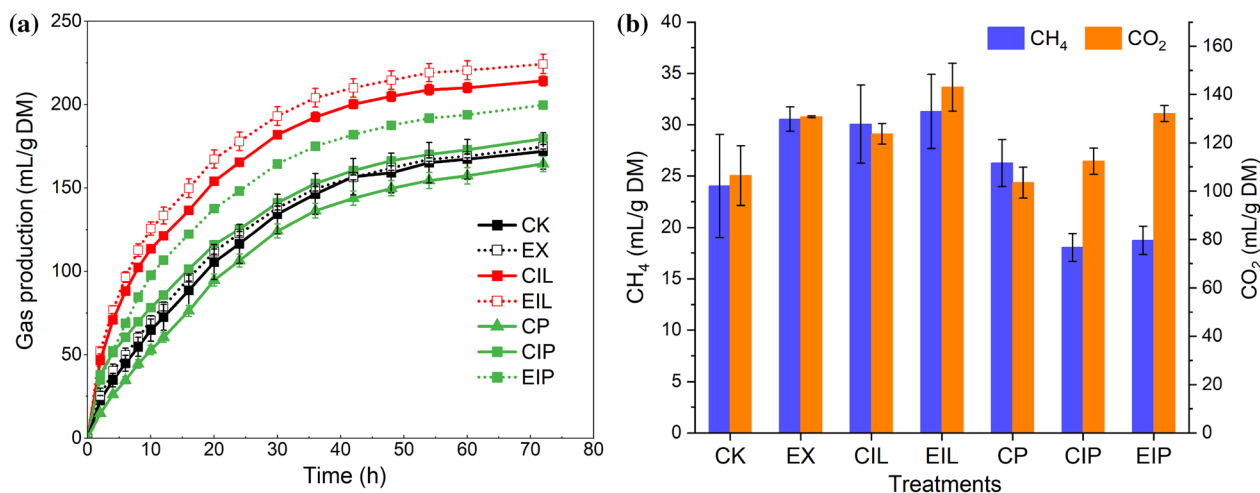 (a)
Gas production (mL/g DM)
250
200
150
100
50
0
0 10 20 30 40 50 60 70 80
Time (h)
CK
EX
CIL
EIL
CP
CIP
EIP
(b)
CH₄ (mL/g DM)
40
35
30
25
20
15
10
5
0
CH₄ CO₂
CK EX CIL EIL CP CIP EIP
Treatments
160
140
120
100
80
60
40
20
0
CO₂ (mL/g DM)